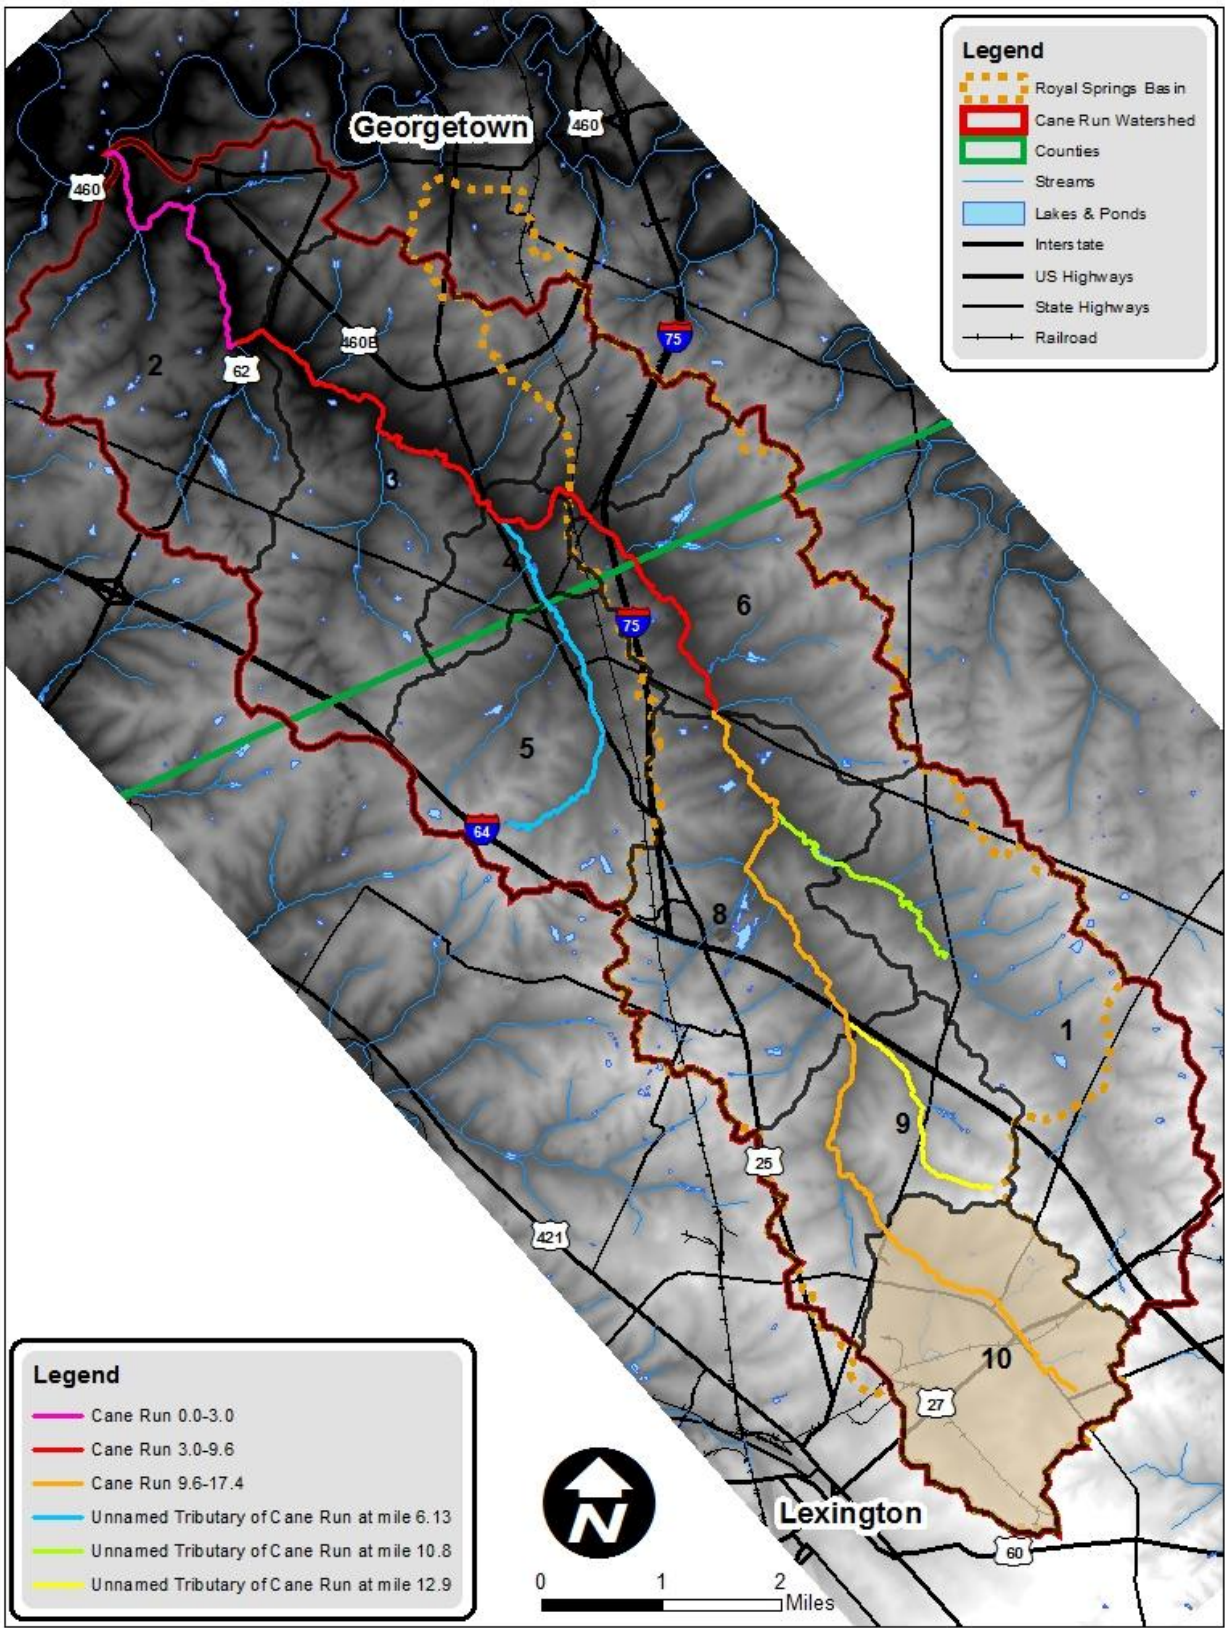 Legend
Royal Springs Basin
Cane Run Watershed
Counties
Streams
Lakes & Ponds
Interstate
US Highways
State Highways
Railroad
Georgetown
460
460
75
460B
2
62
3
4
6
75
5
64
8
1
9
25
421
10
27
Lexington
60
Legend
Cane Run 0.0-3.0
Cane Run 3.0-9.6
Cane Run 9.6-17.4
Unnamed Tributary of Cane Run at mile 6.13
Unnamed Tributary of Cane Run at mile 10.8
Unnamed Tributary of Cane Run at mile 12.9
N
0 1 2
Miles